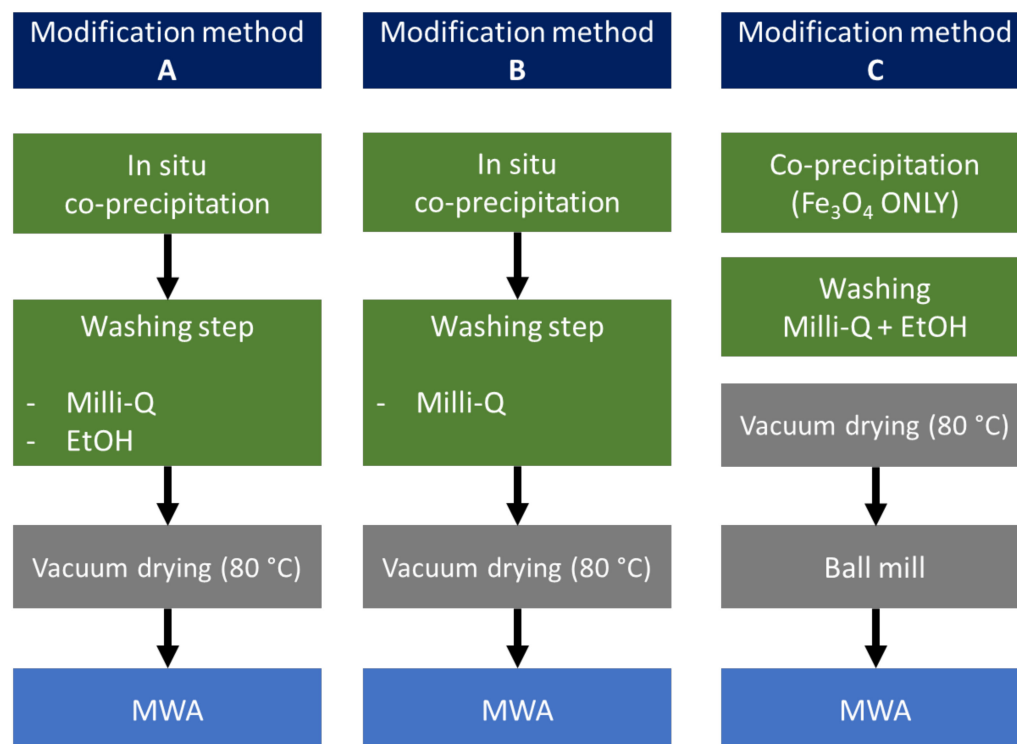 Modification method
A
In situ
co-precipitation
Washing step
- Milli-Q
- EtOH
Vacuum drying (80 °C)
MWA
Modification method
B
In situ
co-precipitation
Washing step
- Milli-Q
Vacuum drying (80 °C)
MWA
Modification method
C
Co-precipitation
(Fe₃O₄ ONLY)
Washing
Milli-Q + EtOH
Vacuum drying (80 °C)
Ball mill
MWA